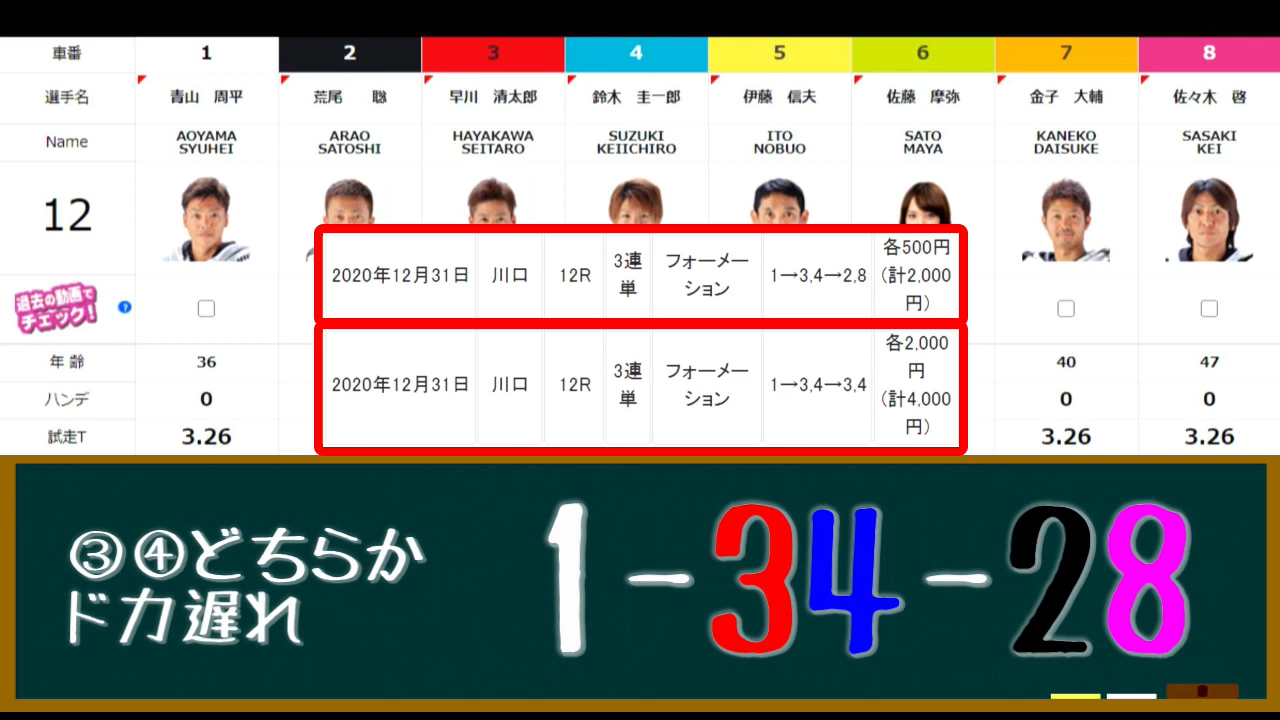 車番 1 2 3 4 5 6 7 8
選手名 青山 周平 荒尾 聡 早川 清太郎 鈴木 圭一郎 伊藤 信夫 佐藤 摩弥 金子 大輔 佐々木 啓
Name AOYAMA SYUHEI ARAO SATOSHI HAYAKAWA SEITARO SUZUKI KEIICHIRO ITO NOBUO SATO MAYA KANEKO DAISUKE SASAKI KEI
12
2020年12月31日 川口 12R 3連単 フォーメーション 1→3,4→2,8 各500円(計2,000円)
過去の動画でチェック! ?
2020年12月31日 川口 12R 3連単 フォーメーション 1→3,4→3,4 各2,000円(計4,000円)
年齢 36 40 47
ハンデ 0 0 0
試走T 3.26 3.26 3.26
③④どちらか
ドカ遅れ
1-34-28